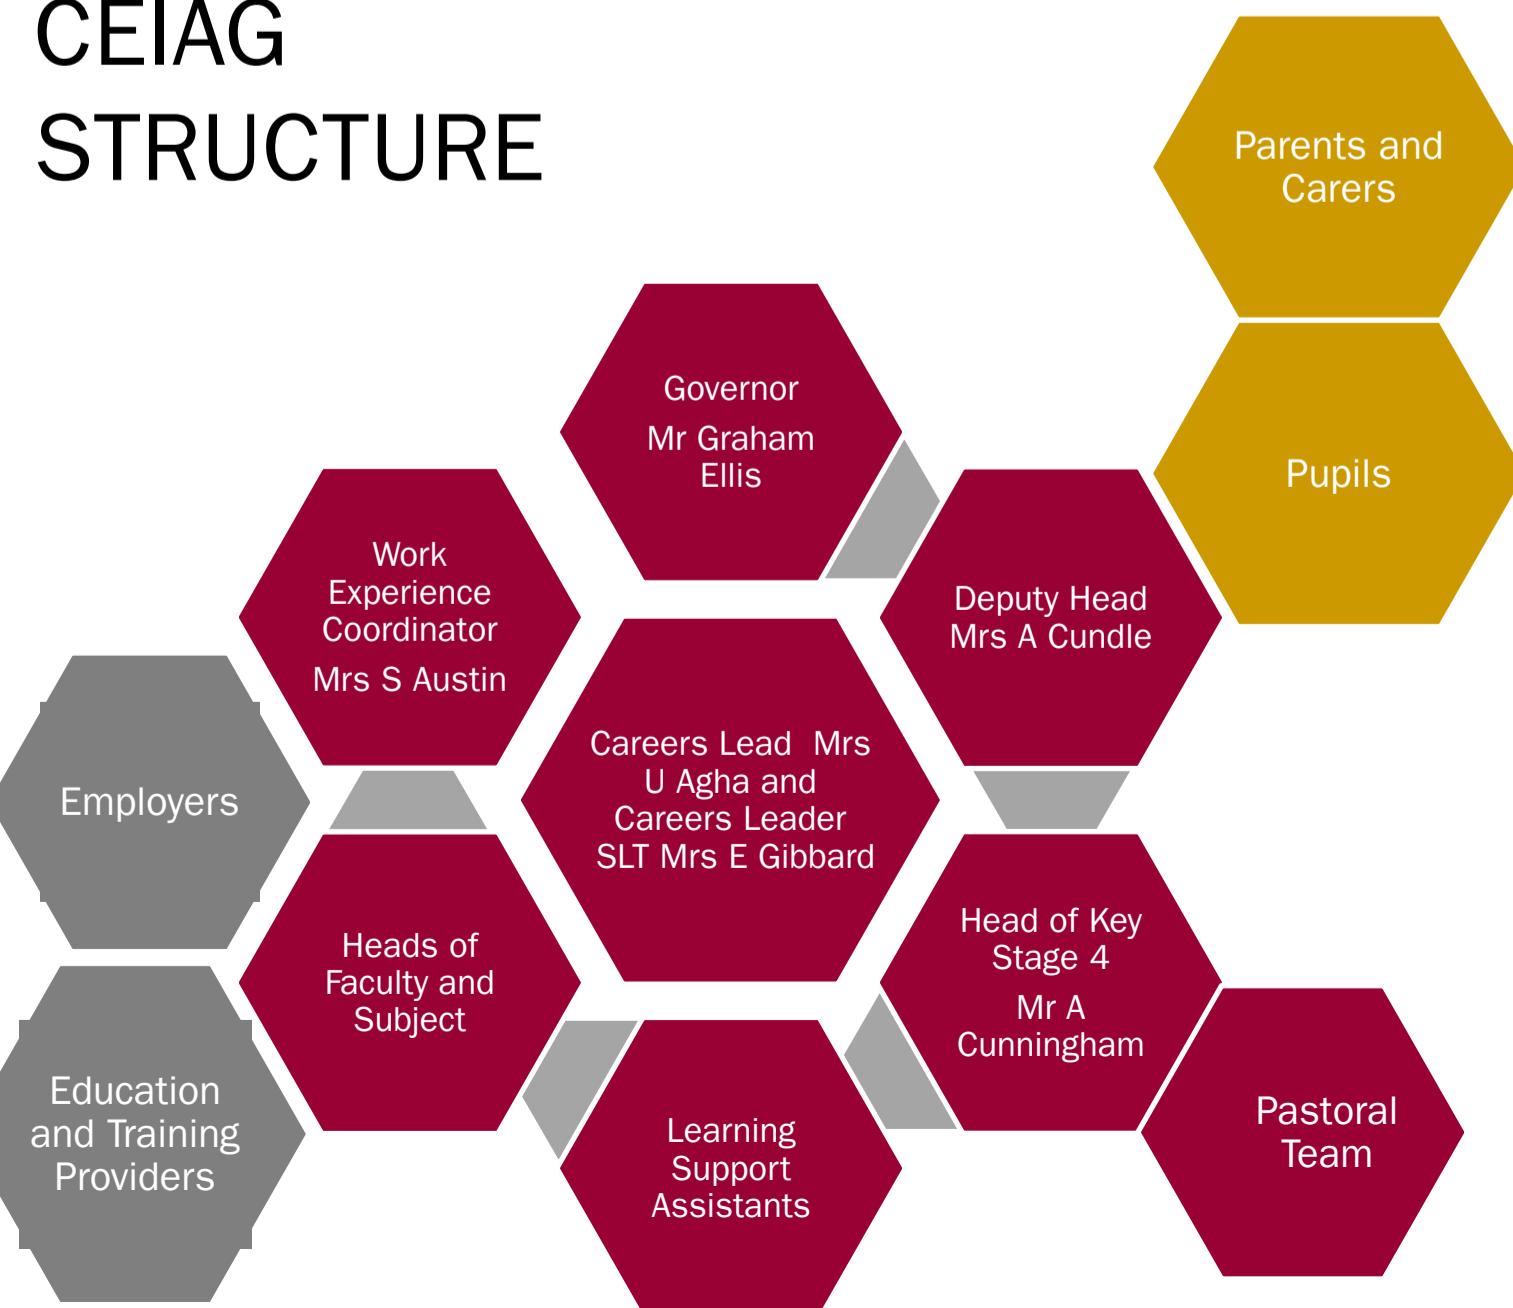 CEIAG
STRUCTURE
Parents and
Carers
Pupils
Governor
Mr Graham
Ellis
Work
Experience
Coordinator
Mrs S Austin
Deputy Head
Mrs A Cundle
Employers
Careers Lead  Mrs
U Agha and
Careers Leader
SLT Mrs E Gibbard
Heads of
Faculty and
Subject
Head of Key
Stage 4
Mr A
Cunningham
Education
and Training
Providers
Learning
Support
Assistants
Pastoral
Team